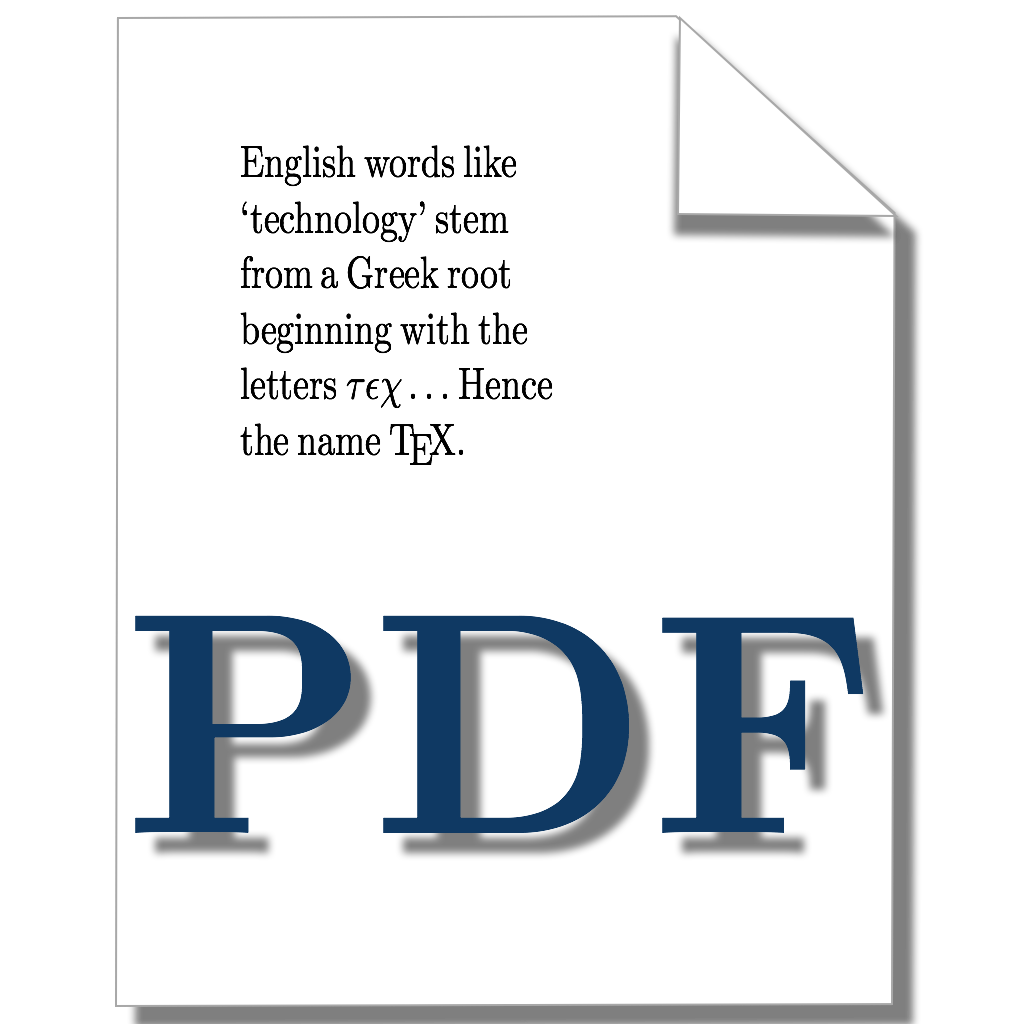 English words like
‘technology’ stem
from a Greek root
beginning with the
letters τϵχ... Hence
the name TEX.
PDF